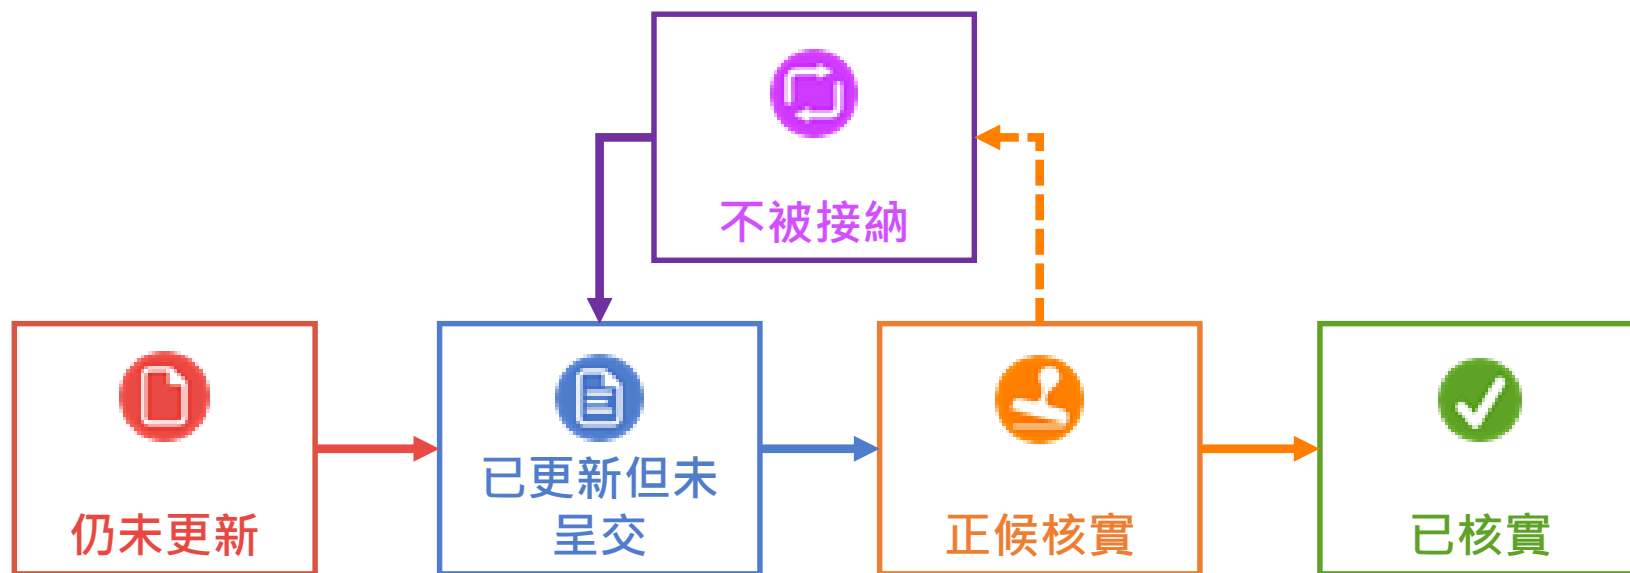 不被接納
仍未更新
已更新但未
呈交
正候核實
已核實